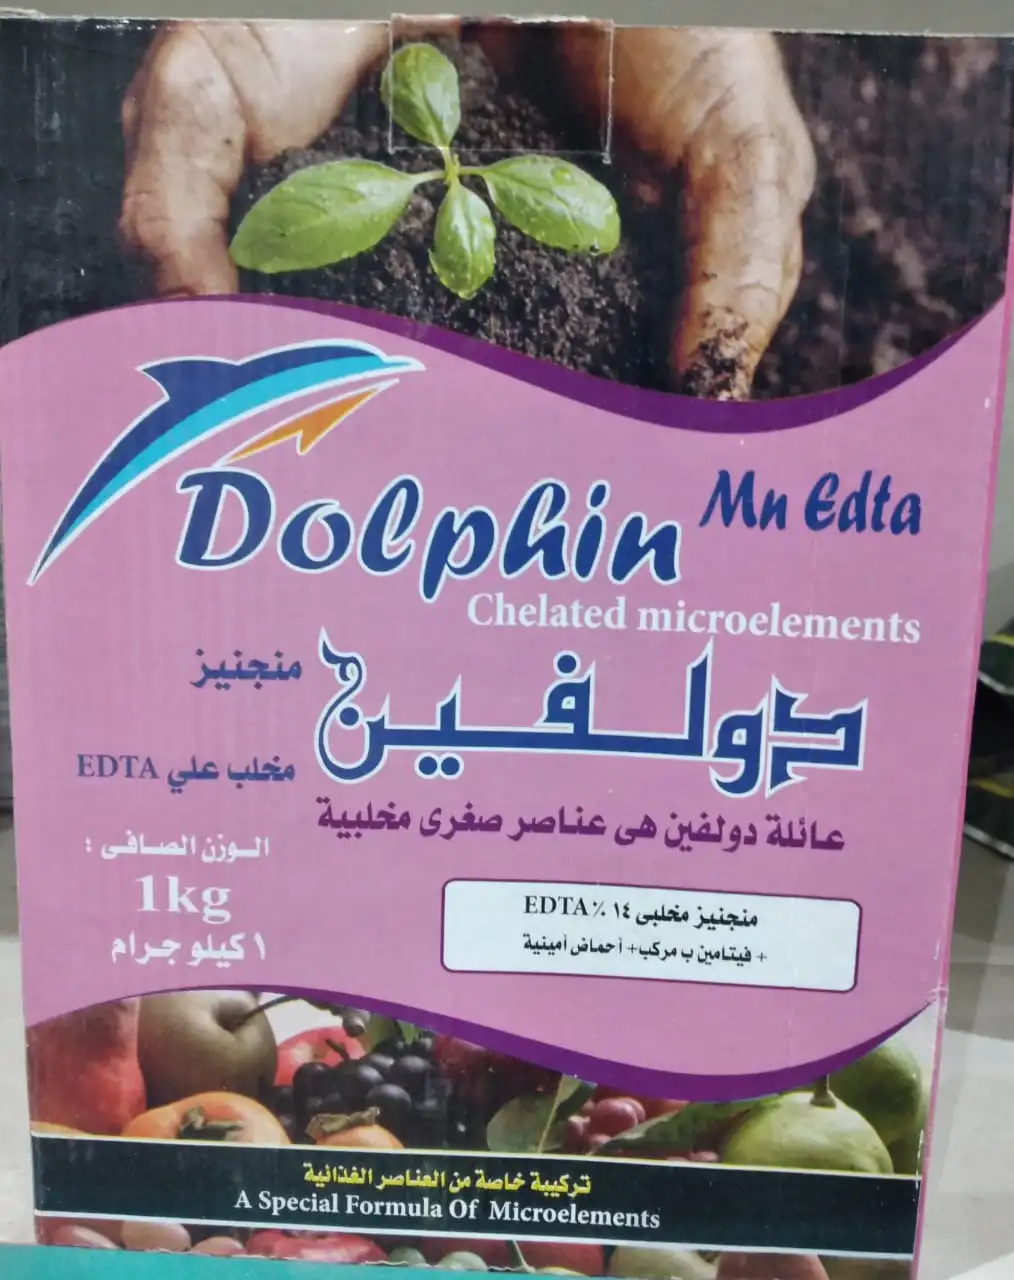 Dolphin Mn Edta
Chelated microelements
دولفين منجنيز
مخلب علي EDTA
عائلة دولفين هى عناصر صغرى مخلبية
الوزن الصافى :
1kg
١ كيلو جرام
منجنيز مخلبى ١٤ ٪ EDTA
+ فيتامين ب مركب+ أحماض أمينية
تركيبة خاصة من العناصر الغذائية
A Special Formula Of Microelements